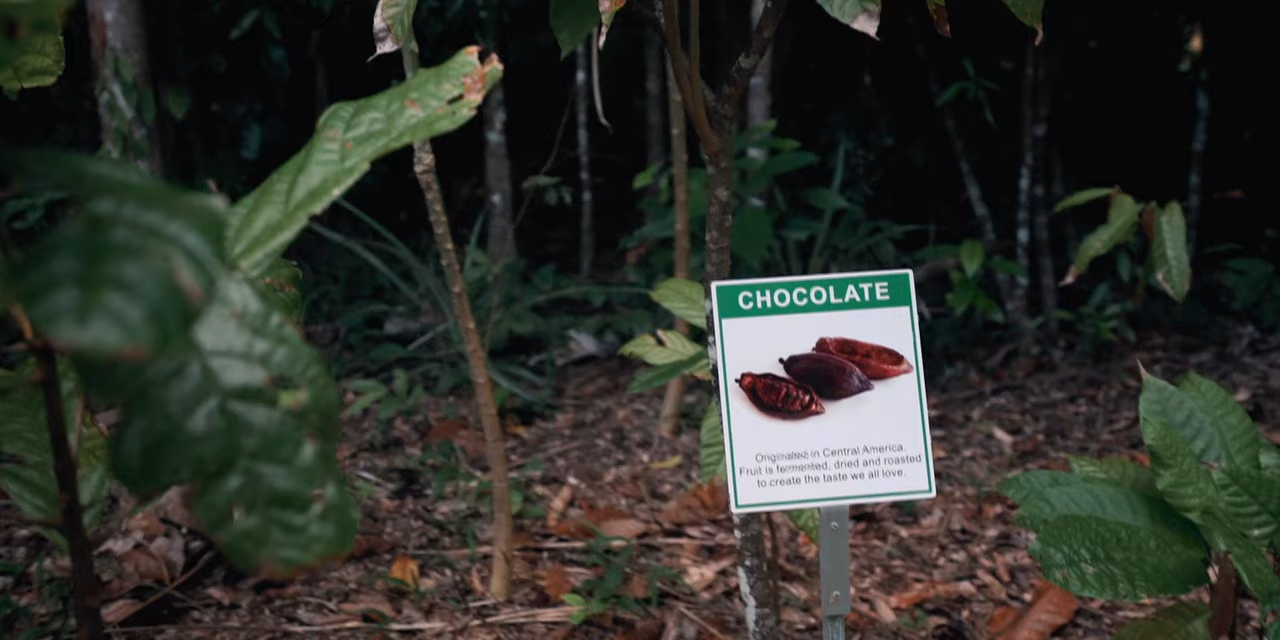 CHOCOLATE
Originated in Central America.
Fruit is fermented, dried and roasted
to create the taste we all love.